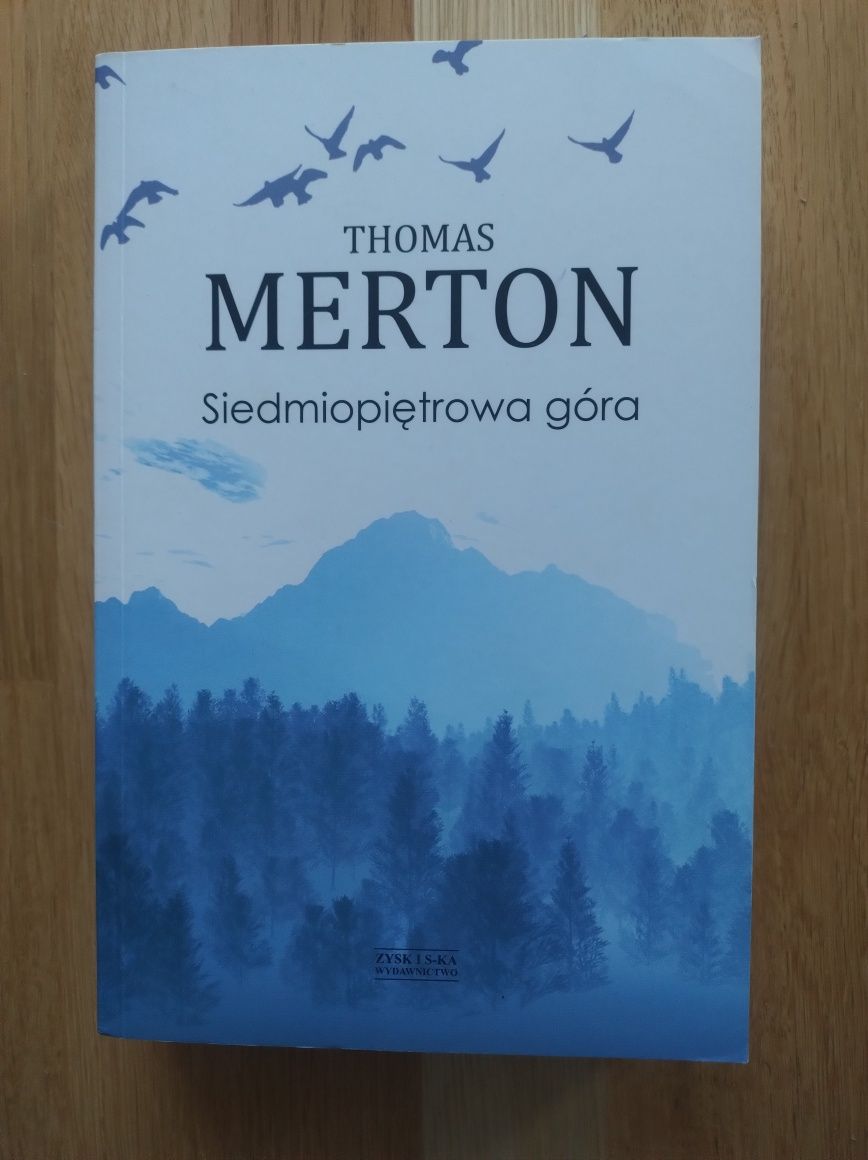 THOMAS
MERTON
Siedmiopiętrowa góra
ZYSK I S-KA
WYDAWNICTWO